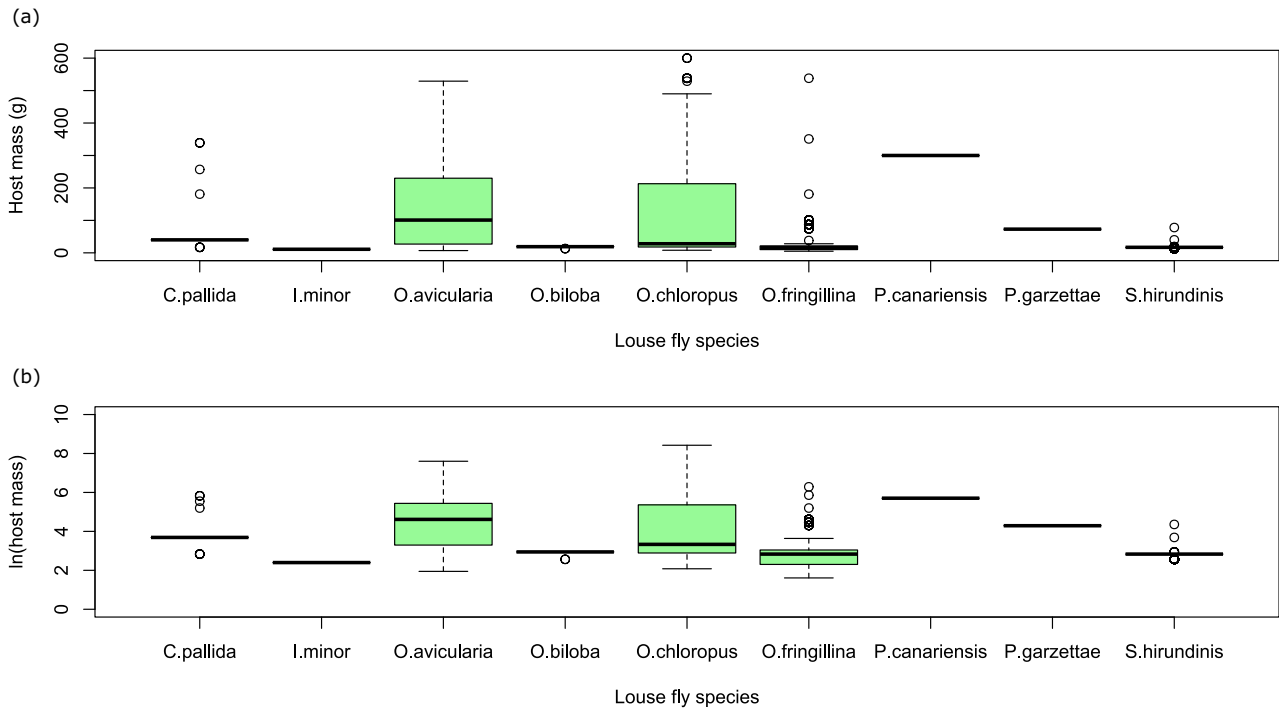 (a)
Host mass (g)
600
400
200
0
C.pallida I.minor O.avicularia O.biloba O.chloropus O.fringillina P.canariensis P.garzettae S.hirundinis
Louse fly species
(b)
ln(host mass)
10
8
6
4
2
0
C.pallida I.minor O.avicularia O.biloba O.chloropus O.fringillina P.canariensis P.garzettae S.hirundinis
Louse fly species